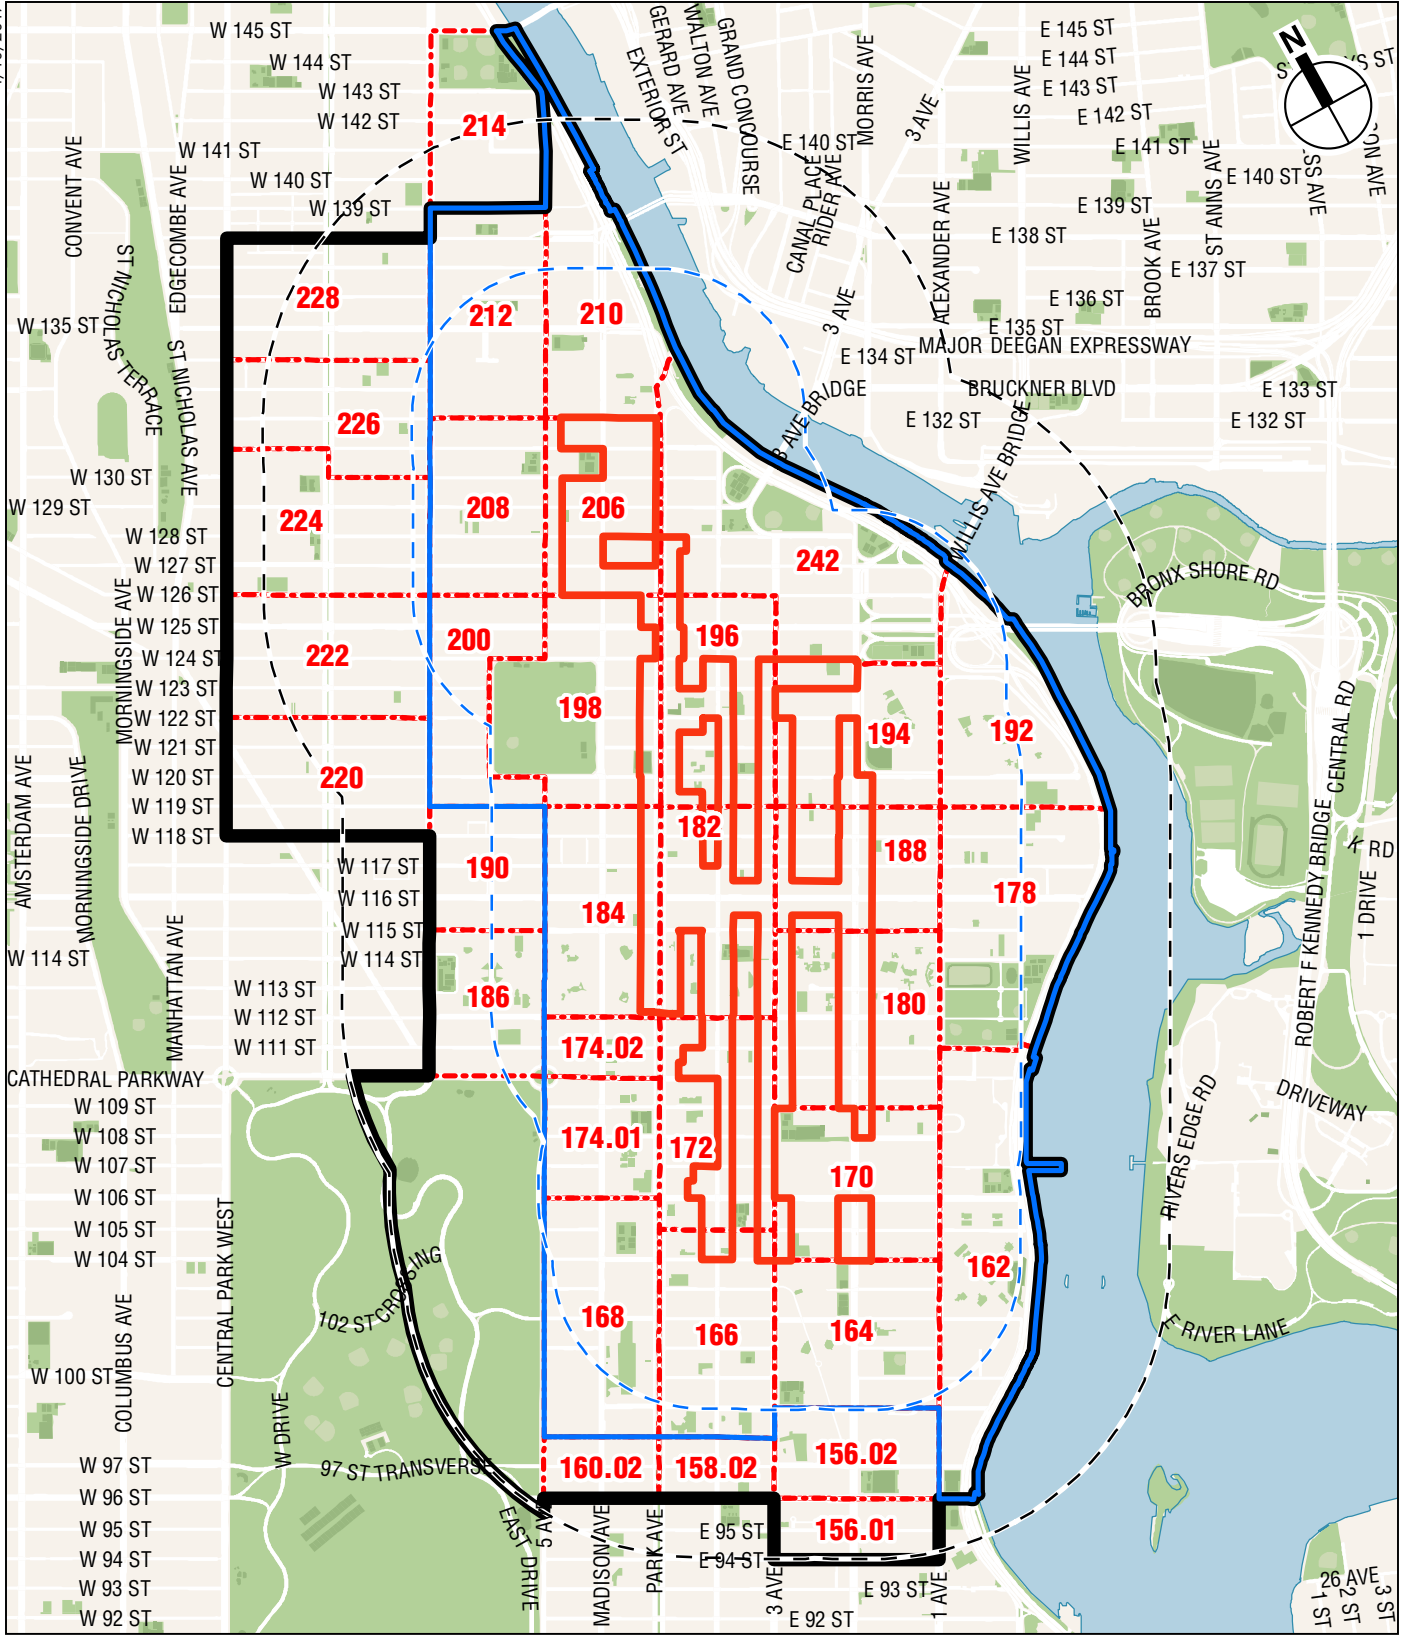 W 145 ST
W 144 ST
W 143 ST
W 142 ST
W 141 ST
W 140 ST
W 139 ST
CONVENT AVE
EDGECOMBE AVE
ST NICHOLAS TERRACE
ST NICHOLAS AVE
W 135 ST
W 130 ST
W 129 ST
W 128 ST
W 127 ST
W 126 ST
W 125 ST
W 124 ST
W 123 ST
W 122 ST
W 121 ST
W 120 ST
W 119 ST
W 118 ST
W 117 ST
W 116 ST
W 115 ST
W 114 ST
W 114 ST
W 113 ST
W 112 ST
W 111 ST
MORNINGSIDE AVE
AMSTERDAM AVE
MORNINGSIDE DRIVE
MANHATTAN AVE
CATHEDRAL PARKWAY
W 109 ST
W 108 ST
W 107 ST
W 106 ST
W 105 ST
W 104 ST
COLUMBUS AVE
CENTRAL PARK WEST
102 ST CROSSING
W 100 ST
W DRIVE
97 ST TRANSVERSE
W 97 ST
W 96 ST
W 95 ST
W 94 ST
W 93 ST
W 92 ST
EAST DRIVE
5 AVE
MADISON AVE
PARK AVE
E 95 ST
E 94 ST
3 AVE
E 93 ST
E 92 ST
1 AVE
EXTERIOR ST
GERARD AVE
WALTON AVE
GRAND CONCOURSE
MORRIS AVE
3 AVE
WILLIS AVE
E 145 ST
E 144 ST
E 143 ST
E 142 ST
E 141 ST
E 140 ST
E 140 ST
CANAL PLACE
RIDER AVE
E 139 ST
E 138 ST
E 137 ST
E 136 ST
E 135 ST
E 134 ST
E 133 ST
E 132 ST
E 132 ST
ALEXANDER AVE
BROOK AVE
ST ANNS AVE
3 AVE
MAJOR DEEGAN EXPRESSWAY
BRUCKNER BLVD
3 AVE BRIDGE
WILLIS AVE BRIDGE
BRONX SHORE RD
CENTRAL RD
ROBERT F KENNEDY BRIDGE
K RD
1 DRIVE
RIVERS EDGE RD
DRIVEWAY
E RIVER LANE
26 AVE
1 ST
2 ST
3 ST
N
214
228
212
210
226
224
208
206
242
222
200
196
198
194
192
220
182
188
190
184
178
186
180
174.02
174.01
172
170
162
168
166
164
160.02
158.02
156.02
156.01